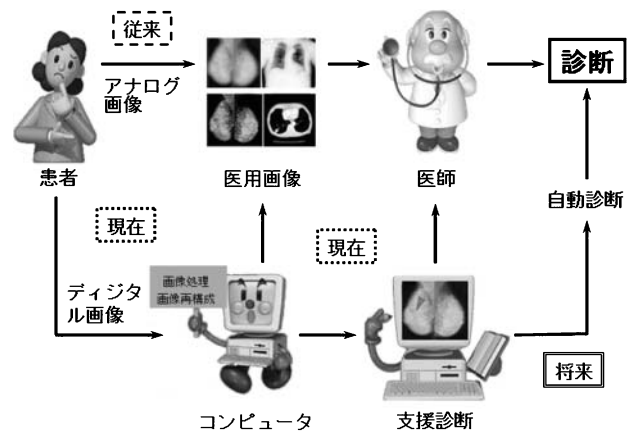 従来
アナログ
画像
診断
患者
医用画像
医師
自動診断
現在
現在
ディジタ
ル画像
画像処理
画像再構成
将来
コンピュータ
支援診断